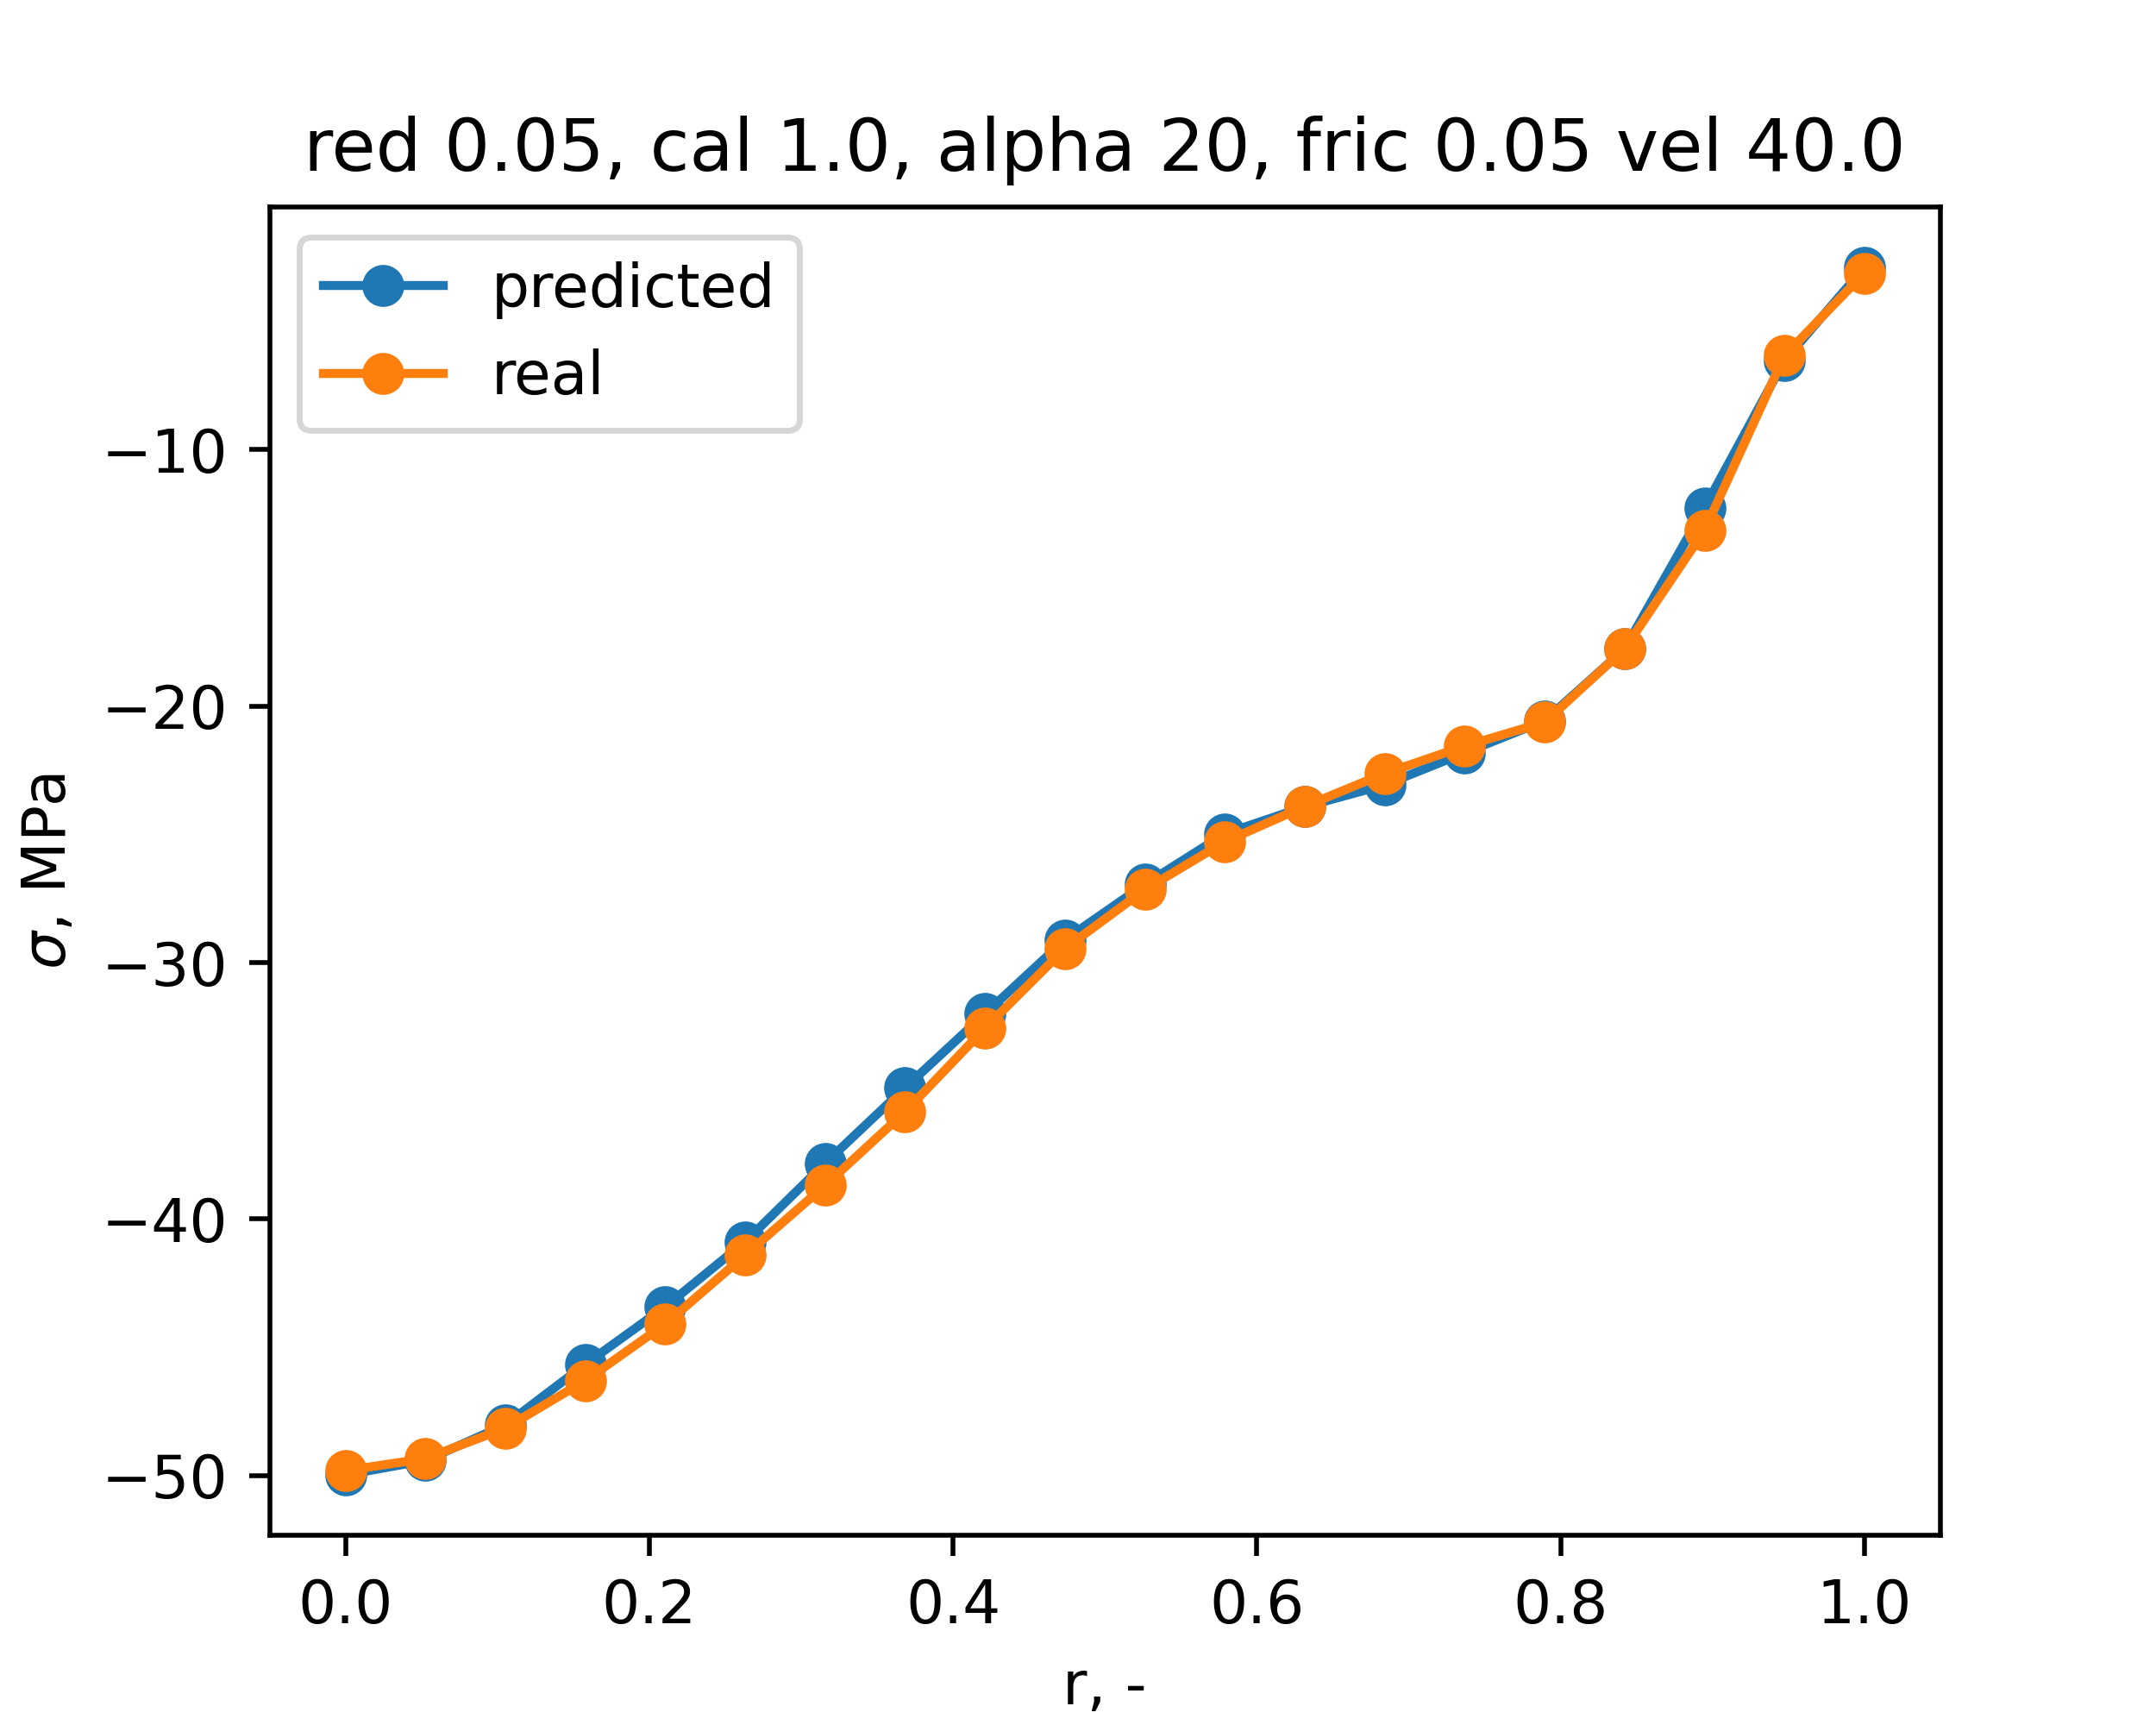 red 0.05, cal 1.0, alpha 20, fric 0.05 vel 40.0
predicted
real
−10
−20
−30
−40
−50
σ, MPa
0.0 0.2 0.4 0.6 0.8 1.0
r, -